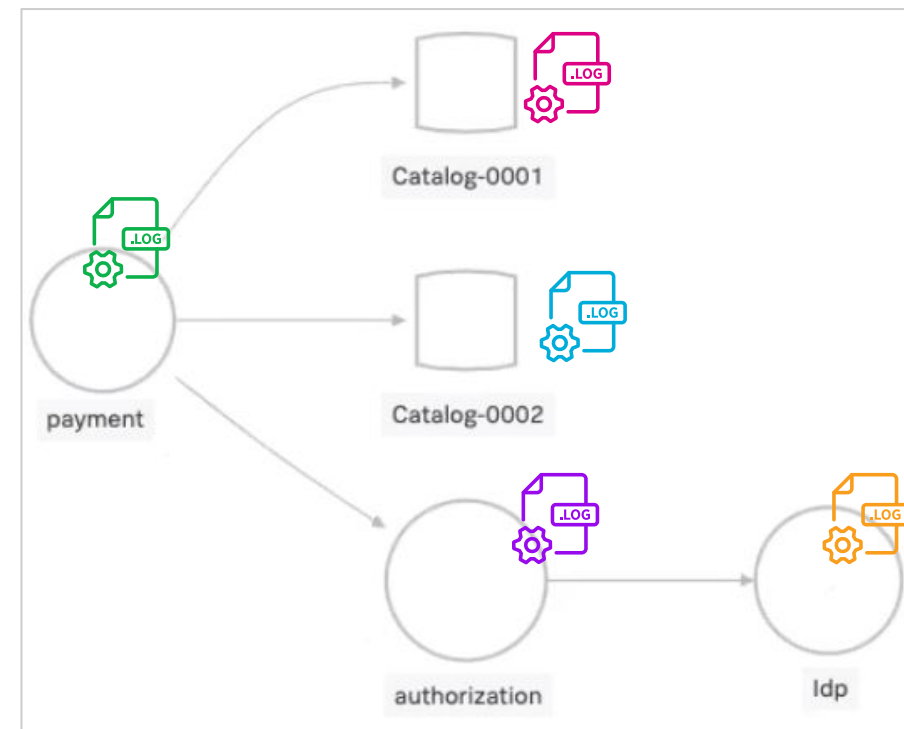 .LOG
Catalog-0001
.LOG
payment
.LOG
Catalog-0002
.LOG
authorization
.LOG
Idp